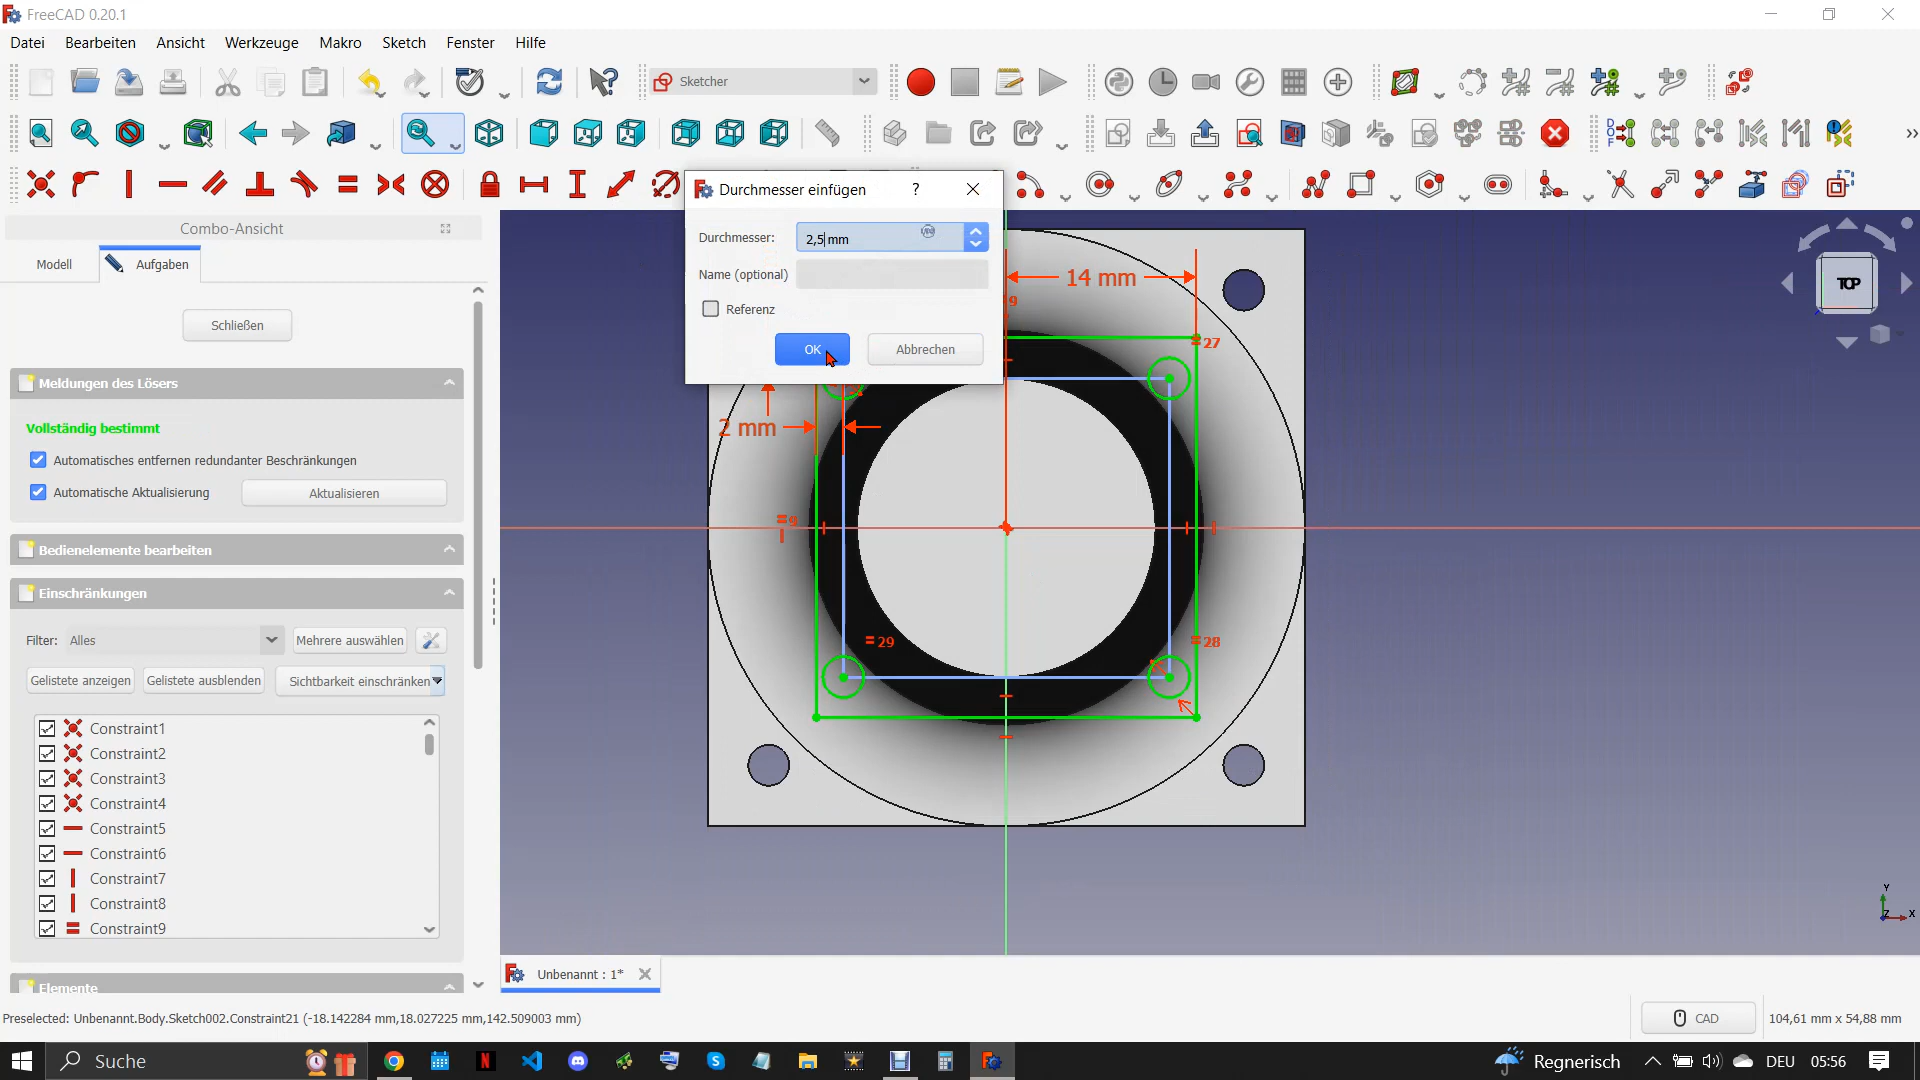 FreeCAD 0.20.1
Datei Bearbeiten Ansicht Werkzeuge Makro Sketch Fenster Hilfe
Sketcher
DOF
Durchmesser einfügen
?
Durchmesser: 2,5 mm
Name (optional)
Referenz
OK Abbrechen
Combo-Ansicht
Modell Aufgaben
Schließen
Meldungen des Lösers
Vollständig bestimmt
Automatisches entfernen redundanter Beschränkungen
Automatische Aktualisierung Aktualisieren
Bedienelemente bearbeiten
Einschränkungen
Filter: Alles Mehrere auswählen
Gelistete anzeigen Gelistete ausblenden Sichtbarkeit einschränken
Constraint1
Constraint2
Constraint3
Constraint4
Constraint5
Constraint6
Constraint7
Constraint8
Constraint9
Elemente
14 mm
9
=27
2 mm
=9
=29
=28
TOP
Y
Z X
Unbenannt : 1*
Preselected: Unbenannt.Body.Sketch002.Constraint21 (-18.142284 mm,18.027225 mm,142.509003 mm)
CAD 104,61 mm x 54,88 mm
Suche
Regnerisch DEU 05:56